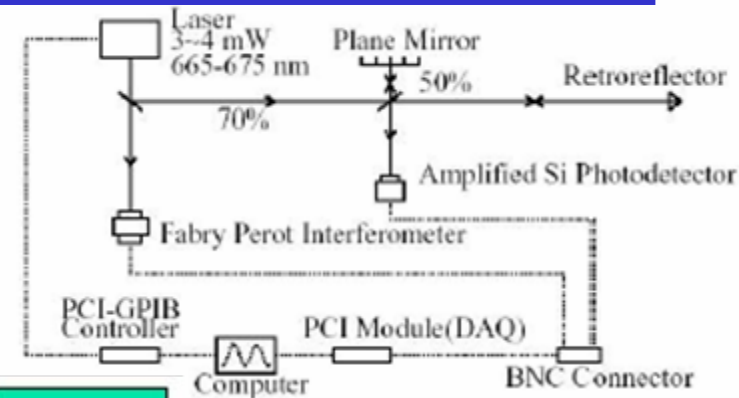 Laser
3~4 mW
665-675 nm
Plane Mirror
50%
Retroreflector
70%
Amplified Si Photodetector
Fabry Perot Interferometer
PCI-GPIB
Controller
PCI Module(DAQ)
Computer
BNC Connector